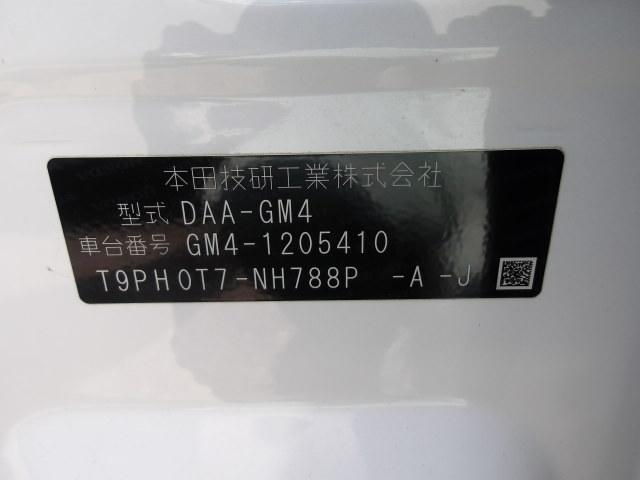 本田技研工業株式会社
型式 DAA-GM4
車台番号 GM4-1205410
T9PH0T7-NH788P -A -J